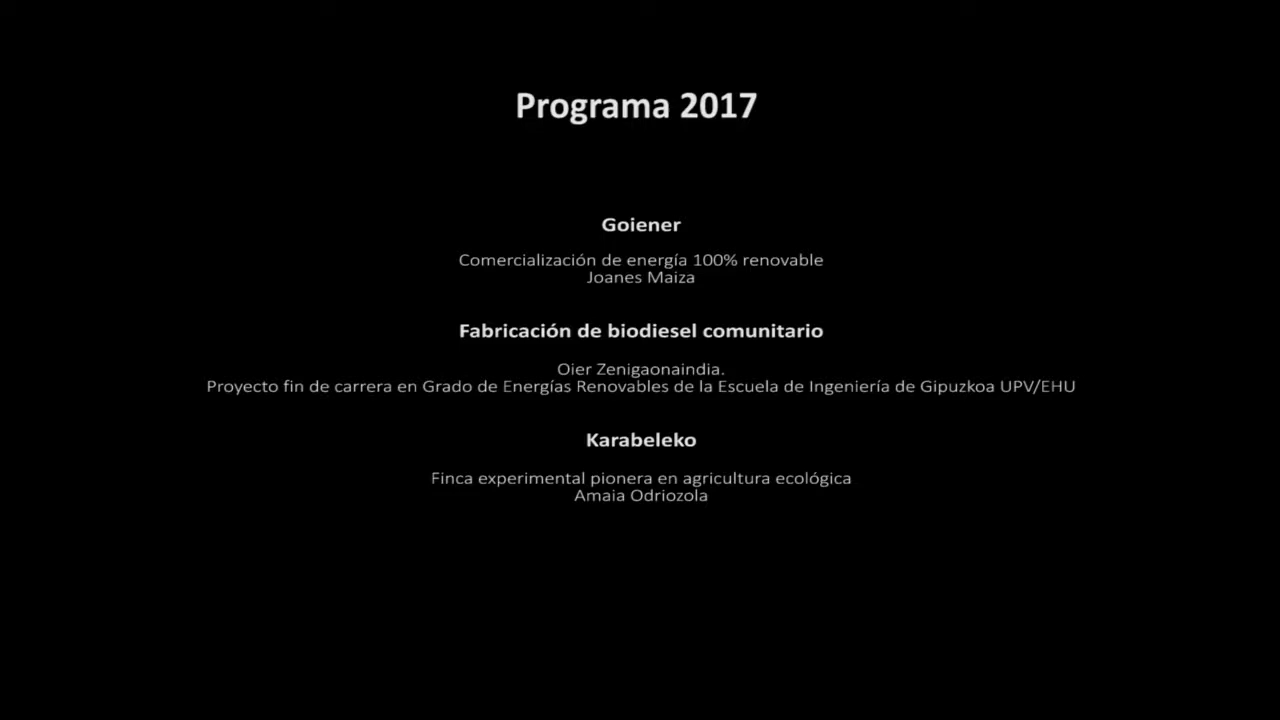 Programa 2017
Goiener
Comercialización de energía 100% renovable
Joanes Maiza
Fabricación de biodiesel comunitario
Oier Zenigaonaindia.
Proyecto fin de carrera en Grado de Energías Renovables de la Escuela de Ingeniería de Gipuzkoa UPV/EHU
Karabeleko
Finca experimental pionera en agricultura ecológica
Amaia Odriozola